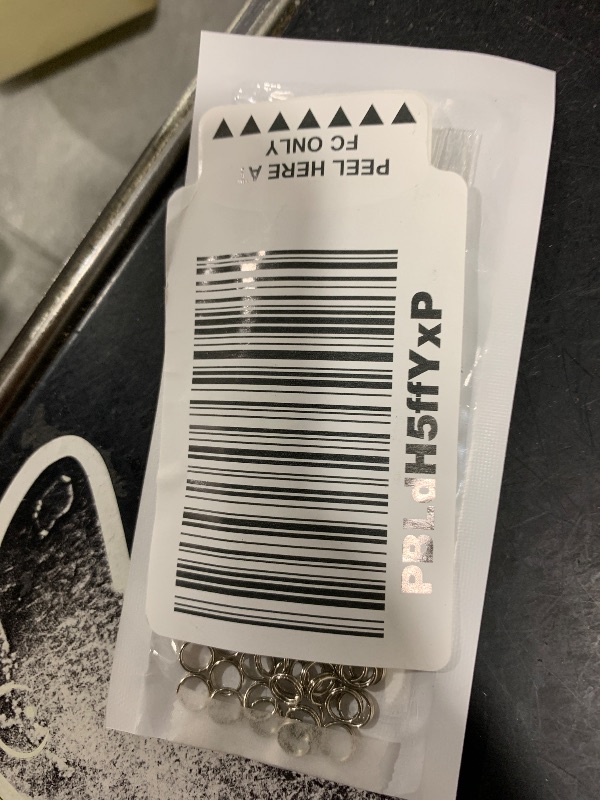 PEEL HERE A
FC ONLY
PBLdH5ffYxP